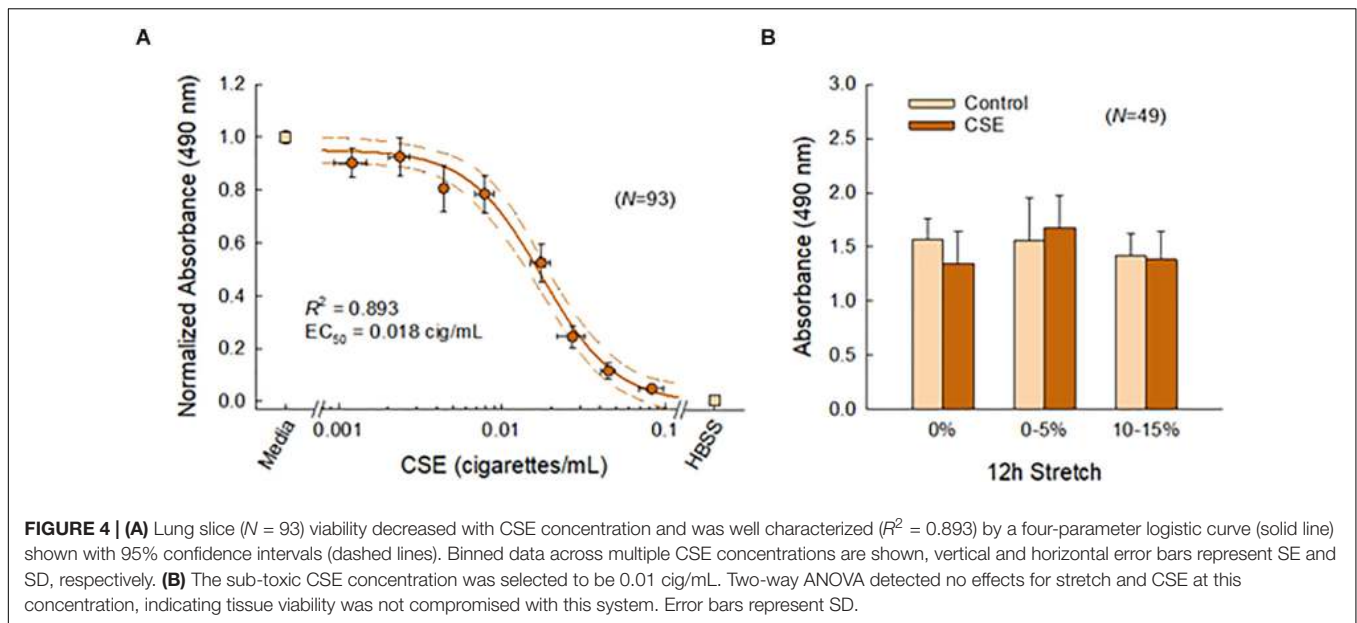 A
Normalized Absorbance (490 nm)
1.2
1.0
0.8
0.6
0.4
0.2
0.0
(N=93)
R² = 0.893
EC₅₀ = 0.018 cig/mL
Media
0.001
0.01
0.1
HBSS
CSE (cigarettes/mL)
B
Absorbance (490 nm)
3.0
2.5
2.0
1.5
1.0
0.5
0.0
Control
CSE
(N=49)
0%
0-5%
10-15%
12h Stretch
FIGURE 4 | (A) Lung slice (N = 93) viability decreased with CSE concentration and was well characterized (R² = 0.893) by a four-parameter logistic curve (solid line)
shown with 95% confidence intervals (dashed lines). Binned data across multiple CSE concentrations are shown, vertical and horizontal error bars represent SE and
SD, respectively. (B) The sub-toxic CSE concentration was selected to be 0.01 cig/mL. Two-way ANOVA detected no effects for stretch and CSE at this
concentration, indicating tissue viability was not compromised with this system. Error bars represent SD.